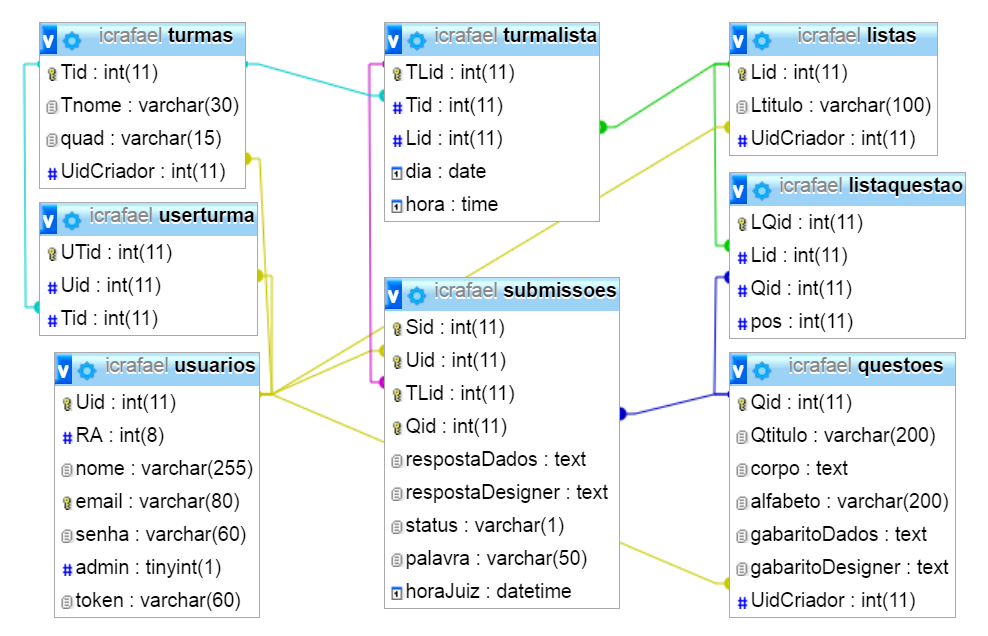 icrafael turmas
Tid : int(11)
Tnome : varchar(30)
quad : varchar(15)
UidCriador : int(11)
icrafael userturma
UTid : int(11)
Uid : int(11)
Tid : int(11)
icrafael usuarios
Uid : int(11)
RA : int(8)
nome : varchar(255)
email : varchar(80)
senha : varchar(60)
admin : tinyint(1)
token : varchar(60)
icrafael turmalista
TLid : int(11)
Tid : int(11)
Lid : int(11)
dia : date
hora : time
icrafael submissoes
Sid : int(11)
Uid : int(11)
TLid : int(11)
Qid : int(11)
respostaDados : text
respostaDesigner : text
status : varchar(1)
palavra : varchar(50)
horaJuiz : datetime
icrafael listas
Lid : int(11)
Ltitulo : varchar(100)
UidCriador : int(11)
icrafael listaquestao
LQid : int(11)
Lid : int(11)
Qid : int(11)
pos : int(11)
icrafael questoes
Qid : int(11)
Qtitulo : varchar(200)
corpo : text
alfabeto : varchar(200)
gabaritoDados : text
gabaritoDesigner : text
UidCriador : int(11)